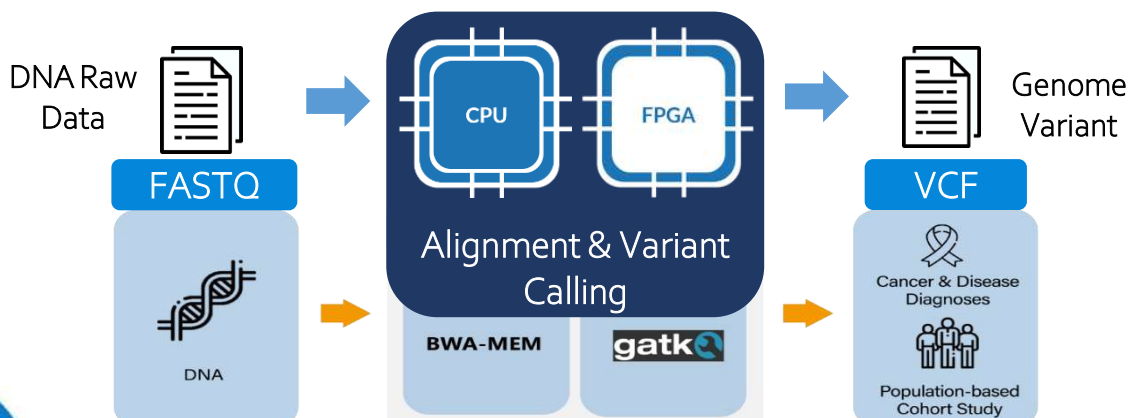 DNA Raw
Data
FASTQ
DNA
CPU
FPGA
Alignment & Variant
Calling
BWA-MEM
gatk
Genome
Variant
VCF
Cancer & Disease
Diagnoses
Population-based
Cohort Study